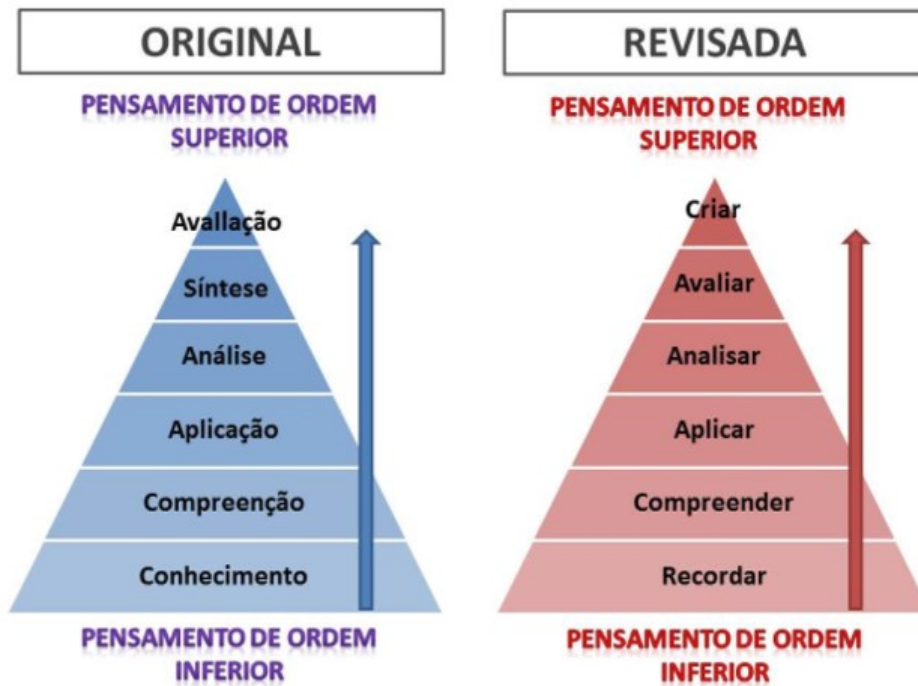 ORIGINAL
PENSAMENTO DE ORDEM
SUPERIOR
Avallação
Síntese
Análise
Aplicação
Compreenção
Conhecimento
PENSAMENTO DE ORDEM
INFERIOR
REVISADA
PENSAMENTO DE ORDEM
SUPERIOR
Criar
Avaliar
Analisar
Aplicar
Compreender
Recordar
PENSAMENTO DE ORDEM
INFERIOR